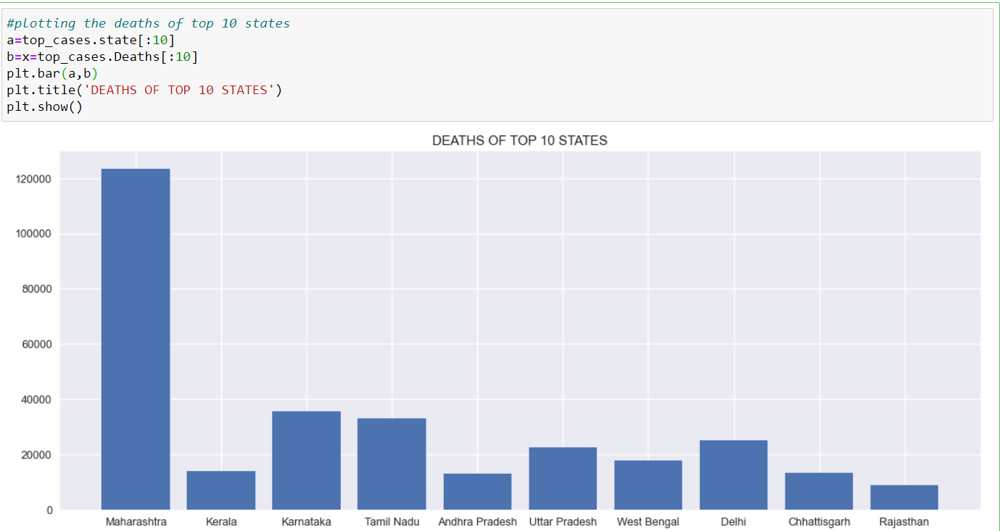 #plotting the deaths of top 10 states
a=top_cases.state[:10]
b=x=top_cases.Deaths[:10]
plt.bar(a,b)
plt.title('DEATHS OF TOP 10 STATES')
plt.show()
DEATHS OF TOP 10 STATES
120000
100000
80000
60000
40000
20000
0
Maharashtra Kerala Karnataka Tamil Nadu Andhra Pradesh Uttar Pradesh West Bengal Delhi Chhattisgarh Rajasthan